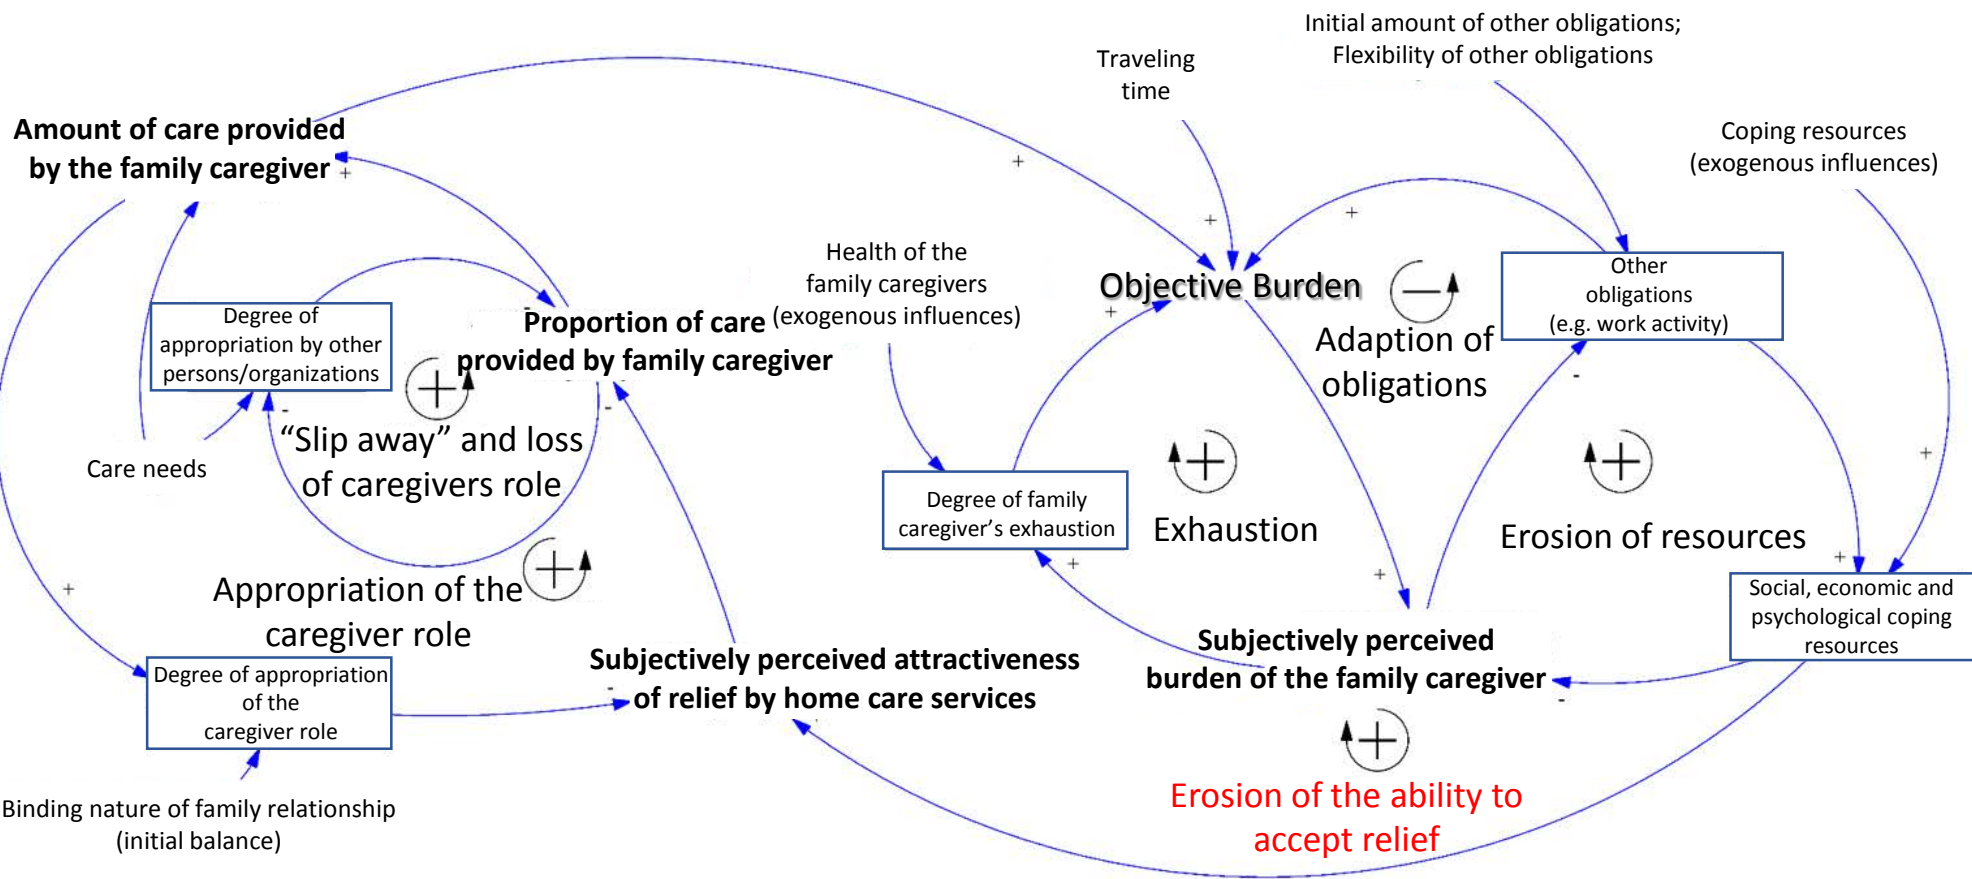 Initial amount of other obligations;
Flexibility of other obligations
Traveling
time
Amount of care provided
by the family caregiver
+
+
Coping resources
(exogenous influences)
+
+
Health of the
family caregivers
(exogenous influences)
Objective Burden
+
−
Adaption of
obligations
Other
obligations
(e.g. work activity)
-
Degree of
appropriation by other
persons/organizations
-
Proportion of care
provided by family caregiver
-
+
-
“Slip away” and loss
of caregivers role
Care needs
Degree of family
caregiver’s exhaustion
+
+
Exhaustion
+
Erosion of resources
+
+
+
Appropriation of the
caregiver role
+
+
Social, economic and
psychological coping
resources
Degree of appropriation
of the
caregiver role
-
Subjectively perceived attractiveness
of relief by home care services
Subjectively perceived
burden of the family caregiver
-
+
Erosion of the ability to
accept relief
Binding nature of family relationship
(initial balance)